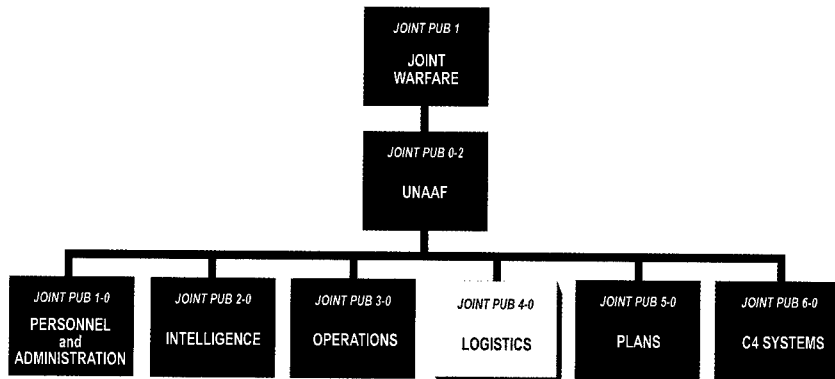 JOINT PUB 1
JOINT
WARFARE
JOINT PUB 0-2
UNAAF
JOINT PUB 1-0
PERSONNEL
and
ADMINISTRATION
JOINT PUB 2-0
INTELLIGENCE
JOINT PUB 3-0
OPERATIONS
JOINT PUB 4-0
LOGISTICS
JOINT PUB 5-0
PLANS
JOINT PUB 6-0
C4 SYSTEMS